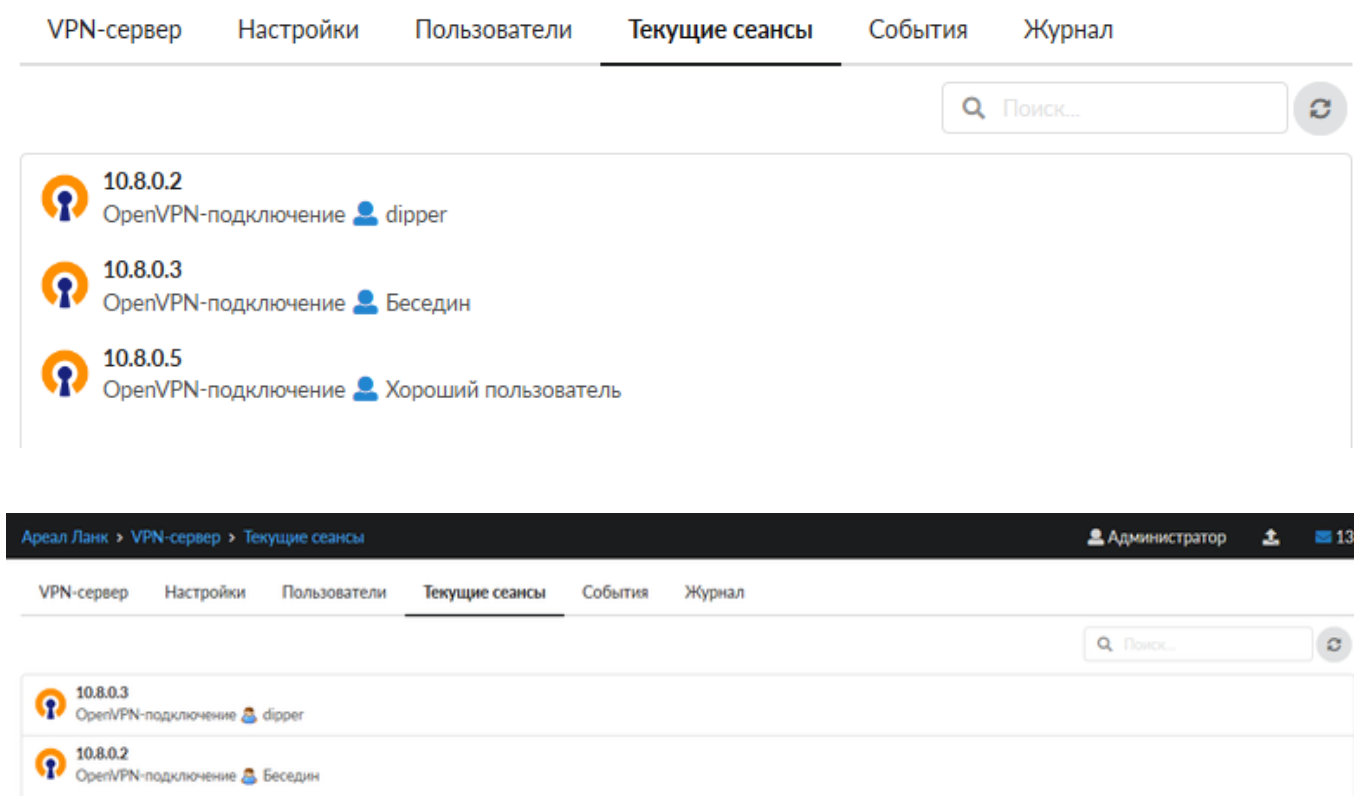 VPN-сервер Настройки Пользователи Текущие сеансы События Журнал
Поиск...
10.8.0.2
OpenVPN-подключение dipper
10.8.0.3
OpenVPN-подключение Беседин
10.8.0.5
OpenVPN-подключение Хороший пользователь
Ареал Ланк › VPN-сервер › Текущие сеансы Администратор 13
VPN-сервер Настройки Пользователи Текущие сеансы События Журнал
Поиск...
10.8.0.3
OpenVPN-подключение dipper
10.8.0.2
OpenVPN-подключение Беседин